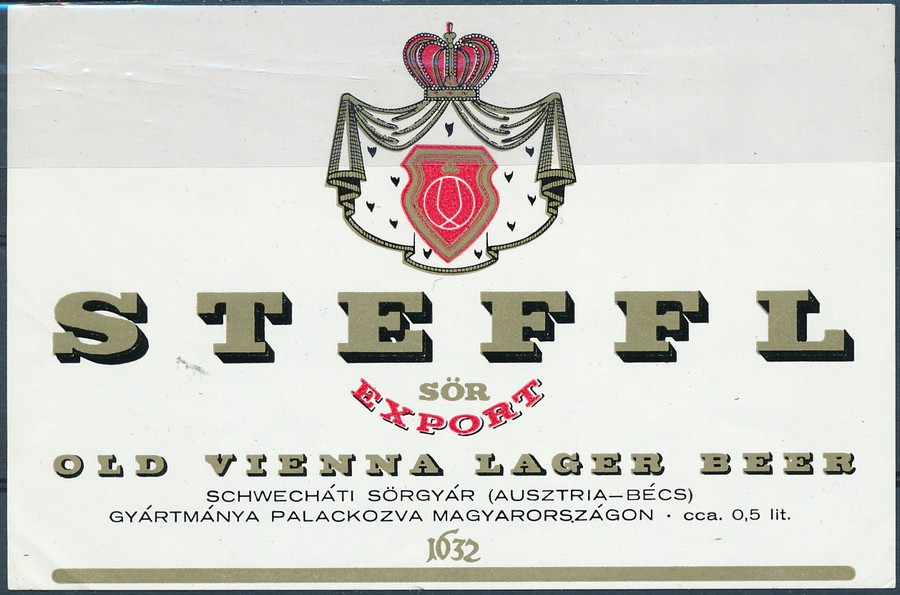 STEFFL
SÖR
EXPORT
OLD VIENNA LAGER BEER
SCHWECHÁTI SÖRGYÁR (AUSZTRIA—BÉCS)
GYÁRTMÁNYA PALACKOZVA MAGYARORSZÁGON · cca. 0,5 lit.
1632